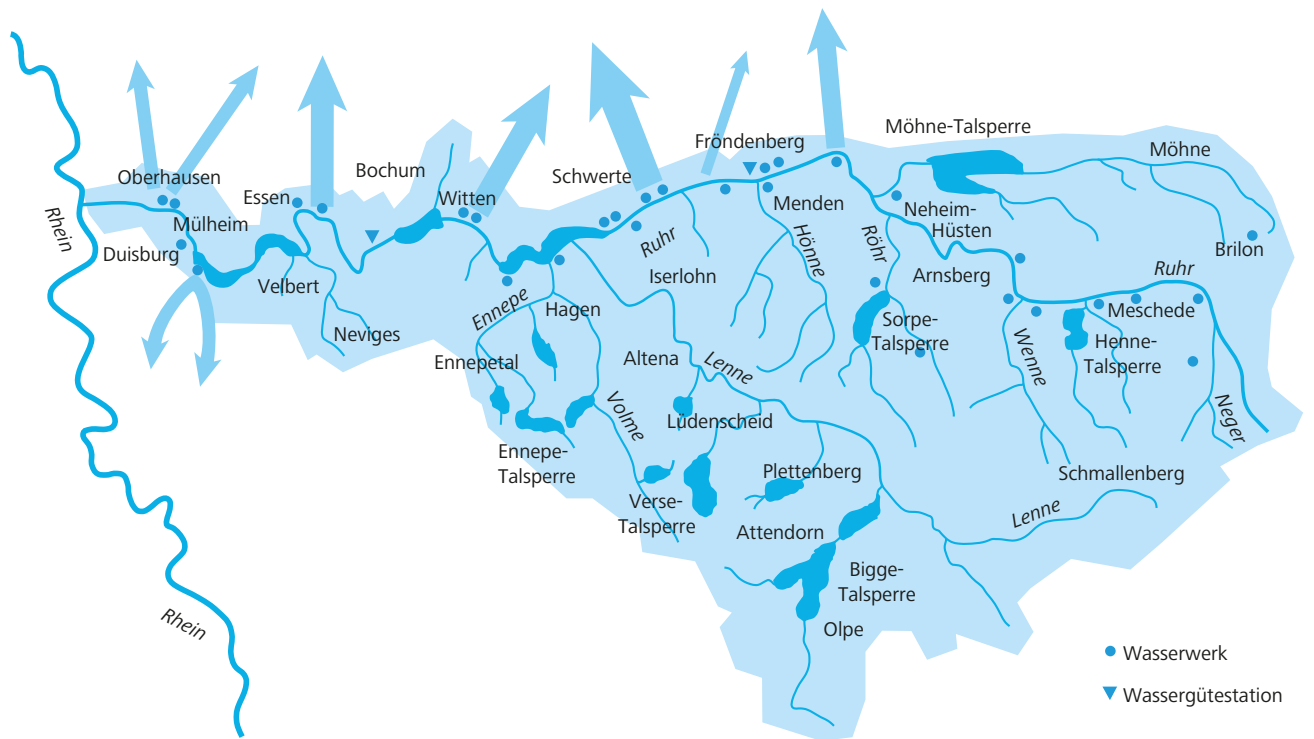 Möhne-Talsperre
Fröndenberg
Möhne
Bochum
Schwerte
Oberhausen
Essen
Witten
Rhein
Mülheim
Menden
Neheim-
Hüsten
Duisburg
Ruhr
Hönne
Röhr
Brilon
Velbert
Iserlohn
Arnsberg
Ruhr
Ennepe
Hagen
Meschede
Neviges
Sorpe-
Talsperre
Henne-
Talsperre
Ennepetal
Altena
Lenne
Wenne
Volme
Lüdenscheid
Neger
Ennepe-
Talsperre
Plettenberg
Schmallenberg
Verse-
Talsperre
Lenne
Attendorn
Bigge-
Talsperre
Rhein
Olpe
Wasserwerk
Wassergütestation